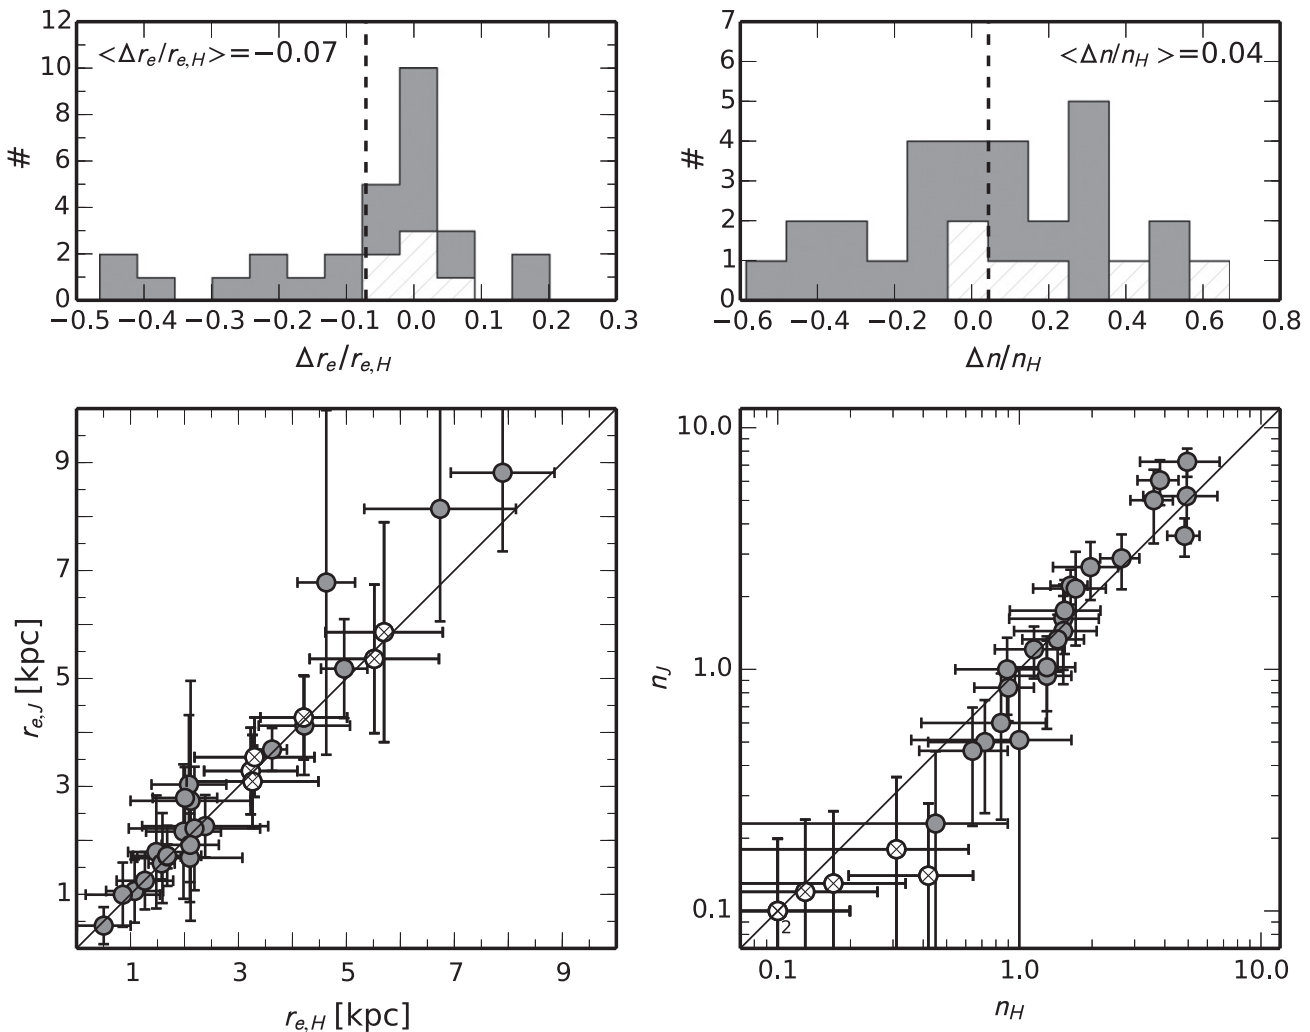 12
10
8
6
4
2
0
#
<Δr_e/r_{e,H}>=−0.07
−0.5 −0.4 −0.3 −0.2 −0.1 0.0 0.1 0.2 0.3
Δr_e/r_{e,H}
7
6
5
4
3
2
1
0
#
<Δn/n_H>=0.04
−0.6 −0.4 −0.2 0.0 0.2 0.4 0.6 0.8
Δn/n_H
9
7
5
3
1
r_{e,J} [kpc]
1 3 5 7 9
r_{e,H} [kpc]
10.0
1.0
0.1
n_J
2
0.1 1.0 10.0
n_H